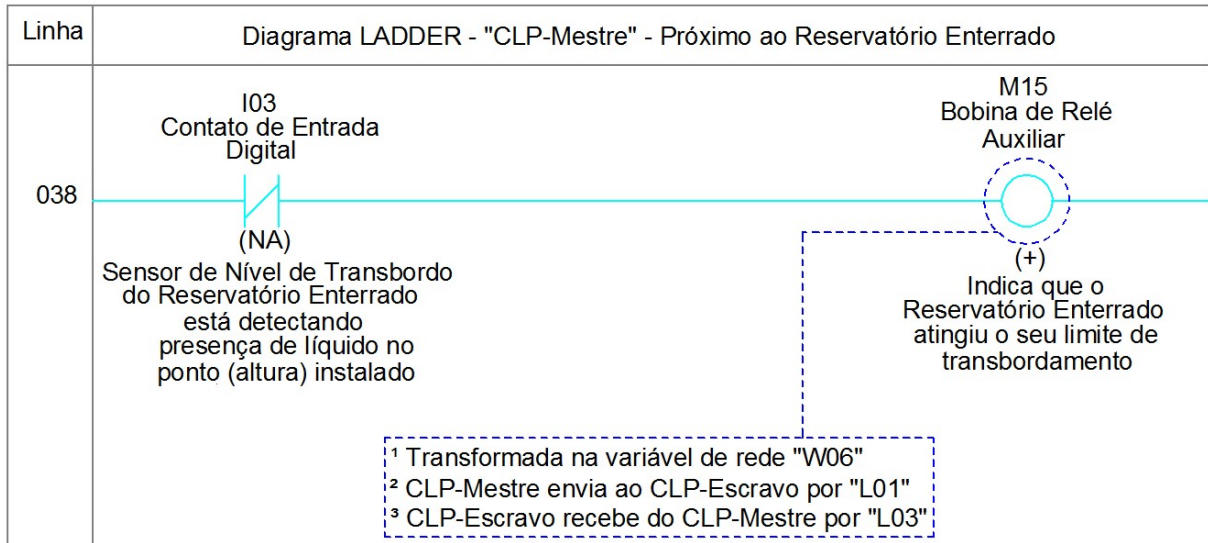 Linha
Diagrama LADDER - "CLP-Mestre" - Próximo ao Reservatório Enterrado
I03
Contato de Entrada
Digital
M15
Bobina de Relé
Auxiliar
038
(NA)
Sensor de Nível de Transbordo
do Reservatório Enterrado
está detectando
presença de líquido no
ponto (altura) instalado
(+)
Indica que o
Reservatório Enterrado
atingiu o seu limite de
transbordamento
¹ Transformada na variável de rede "W06"
² CLP-Mestre envia ao CLP-Escravo por "L01"
³ CLP-Escravo recebe do CLP-Mestre por "L03"